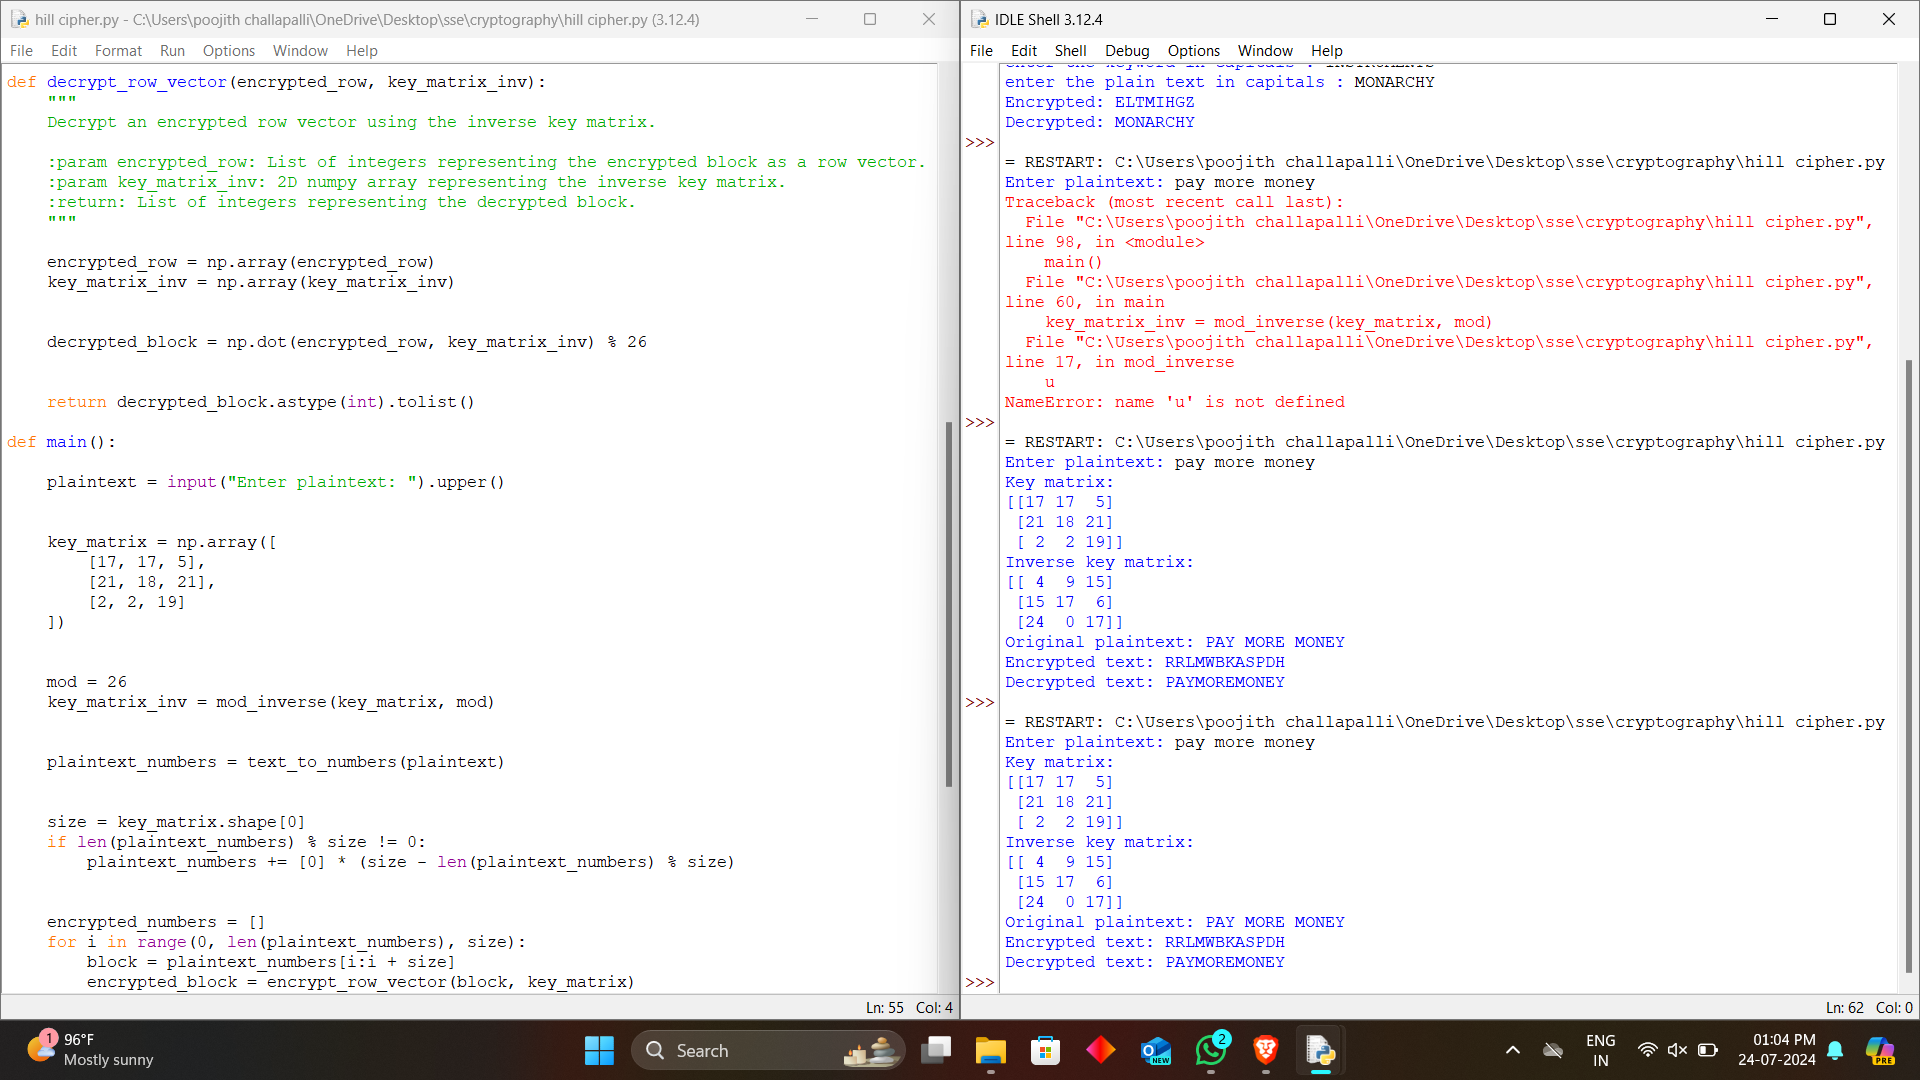 hill cipher.py - C:\Users\poojith challapalli\OneDrive\Desktop\sse\cryptography\hill cipher.py (3.12.4)
File Edit Format Run Options Window Help
def decrypt_row_vector(encrypted_row, key_matrix_inv):
    """
    Decrypt an encrypted row vector using the inverse key matrix.
    :param encrypted_row: List of integers representing the encrypted block as a row vector.
    :param key_matrix_inv: 2D numpy array representing the inverse key matrix.
    :return: List of integers representing the decrypted block.
    """
    encrypted_row = np.array(encrypted_row)
    key_matrix_inv = np.array(key_matrix_inv)
    decrypted_block = np.dot(encrypted_row, key_matrix_inv) % 26
    return decrypted_block.astype(int).tolist()
def main():
    plaintext = input("Enter plaintext: ").upper()
    key_matrix = np.array([
        [17, 17, 5],
        [21, 18, 21],
        [2, 2, 19]
    ])
    mod = 26
    key_matrix_inv = mod_inverse(key_matrix, mod)
    plaintext_numbers = text_to_numbers(plaintext)
    size = key_matrix.shape[0]
    if len(plaintext_numbers) % size != 0:
        plaintext_numbers += [0] * (size - len(plaintext_numbers) % size)
    encrypted_numbers = []
    for i in range(0, len(plaintext_numbers), size):
        block = plaintext_numbers[i:i + size]
        encrypted_block = encrypt_row_vector(block, key_matrix)
Ln: 55 Col: 4
IDLE Shell 3.12.4
File Edit Shell Debug Options Window Help
enter the keyword in capitals : INSTRUMENTS
enter the plain text in capitals : MONARCHY
Encrypted: ELTMIHGZ
Decrypted: MONARCHY
>>>
= RESTART: C:\Users\poojith challapalli\OneDrive\Desktop\sse\cryptography\hill cipher.py
Enter plaintext: pay more money
Traceback (most recent call last):
  File "C:\Users\poojith challapalli\OneDrive\Desktop\sse\cryptography\hill cipher.py",
line 98, in <module>
    main()
  File "C:\Users\poojith challapalli\OneDrive\Desktop\sse\cryptography\hill cipher.py",
line 60, in main
    key_matrix_inv = mod_inverse(key_matrix, mod)
  File "C:\Users\poojith challapalli\OneDrive\Desktop\sse\cryptography\hill cipher.py",
line 17, in mod_inverse
    u
NameError: name 'u' is not defined
>>>
= RESTART: C:\Users\poojith challapalli\OneDrive\Desktop\sse\cryptography\hill cipher.py
Enter plaintext: pay more money
Key matrix:
[[17 17  5]
 [21 18 21]
 [ 2  2 19]]
Inverse key matrix:
[[ 4  9 15]
 [15 17  6]
 [24  0 17]]
Original plaintext: PAY MORE MONEY
Encrypted text: RRLMWBKASPDH
Decrypted text: PAYMOREMONEY
>>>
= RESTART: C:\Users\poojith challapalli\OneDrive\Desktop\sse\cryptography\hill cipher.py
Enter plaintext: pay more money
Key matrix:
[[17 17  5]
 [21 18 21]
 [ 2  2 19]]
Inverse key matrix:
[[ 4  9 15]
 [15 17  6]
 [24  0 17]]
Original plaintext: PAY MORE MONEY
Encrypted text: RRLMWBKASPDH
Decrypted text: PAYMOREMONEY
>>>
Ln: 62 Col: 0
1
96°F
Mostly sunny
Search
NEW
2
ENG
IN
01:04 PM
24-07-2024
PRE